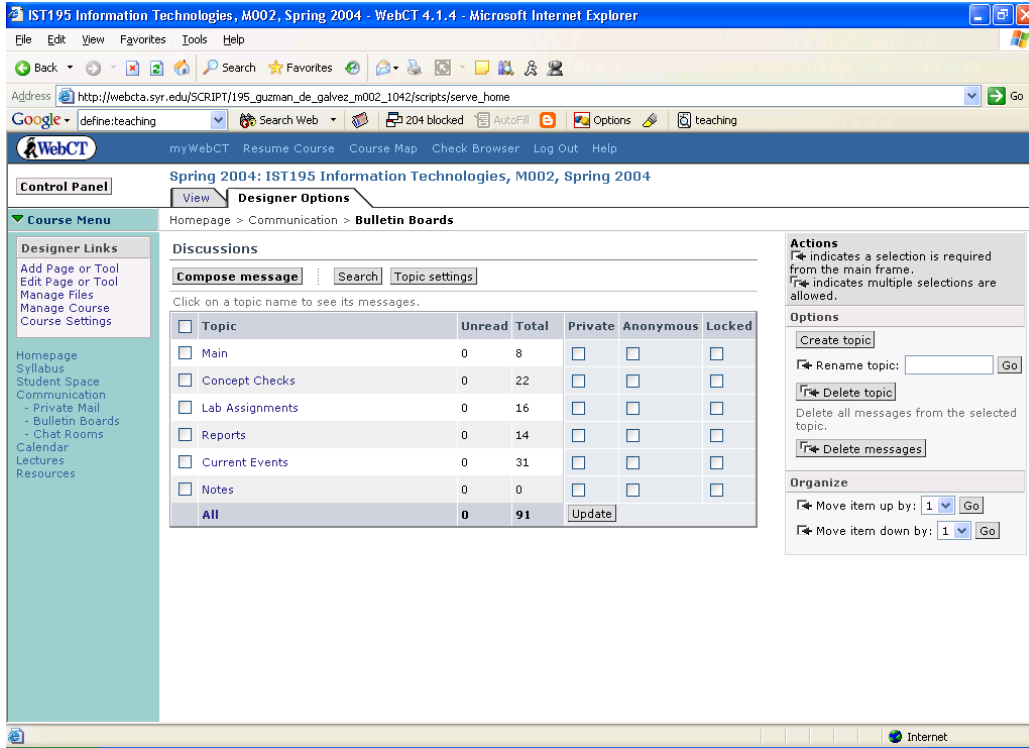 IST195 Information Technologies, M002, Spring 2004 - WebCT 4.1.4 - Microsoft Internet Explorer
File Edit View Favorites Tools Help
Back Search Favorites
Address http://webcta.syr.edu/SCRIPT/195_guzman_de_galvez_m002_1042/scripts/serve_home Go
Google define:teaching Search Web 204 blocked AutoFill Options teaching
WebCT myWebCT Resume Course Course Map Check Browser Log Out Help
Control Panel
Spring 2004: IST195 Information Technologies, M002, Spring 2004
View Designer Options
Course Menu
Homepage > Communication > Bulletin Boards
Designer Links
Add Page or Tool
Edit Page or Tool
Manage Files
Manage Course
Course Settings
Homepage
Syllabus
Student Space
Communication
- Private Mail
- Bulletin Boards
- Chat Rooms
Calendar
Lectures
Resources
Discussions
Compose message Search Topic settings
Click on a topic name to see its messages.
Topic Unread Total Private Anonymous Locked
Main 0 8
Concept Checks 0 22
Lab Assignments 0 16
Reports 0 14
Current Events 0 31
Notes 0 0
All 0 91 Update
Actions
indicates a selection is required
from the main frame.
indicates multiple selections are
allowed.
Options
Create topic
Rename topic: Go
Delete topic
Delete all messages from the selected
topic.
Delete messages
Organize
Move item up by: 1 Go
Move item down by: 1 Go
Internet